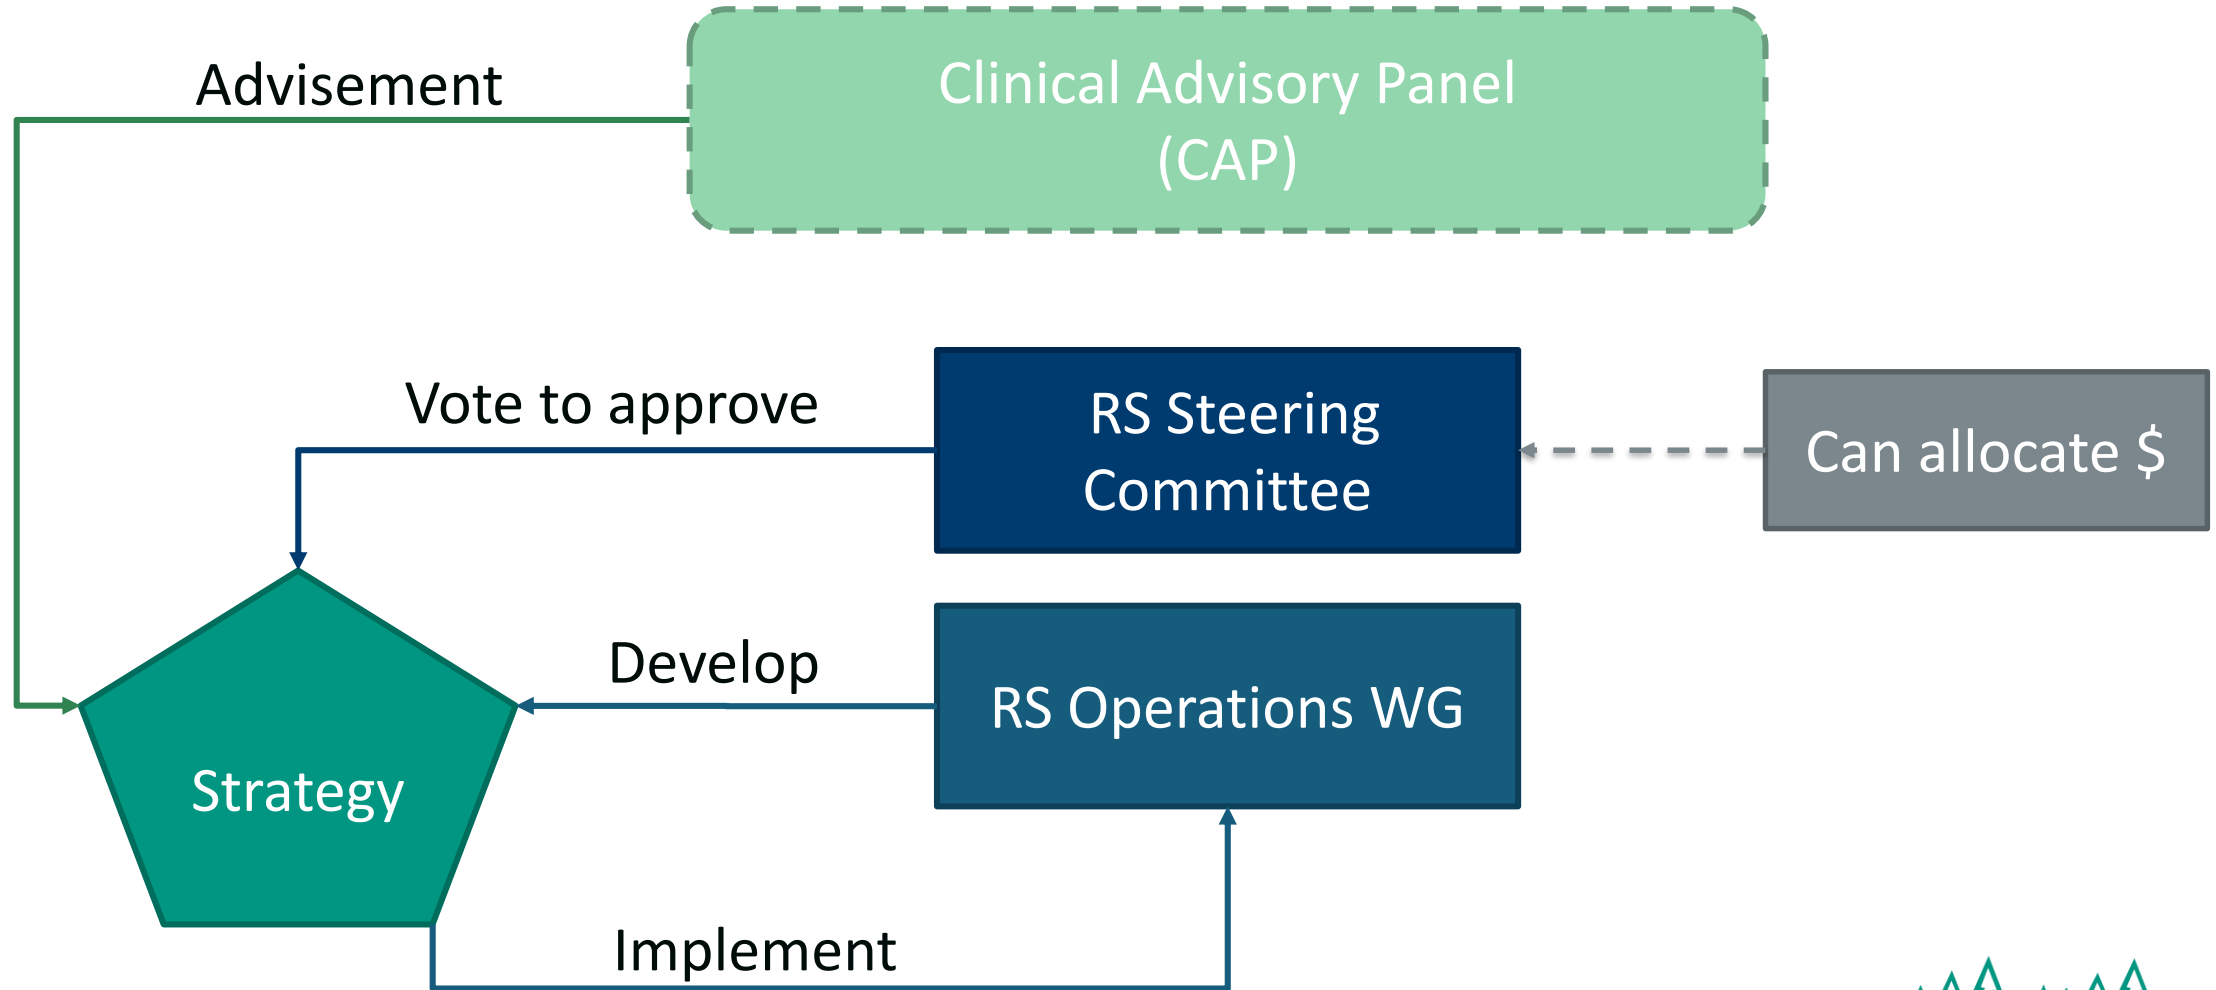 Advisement
Clinical Advisory Panel
(CAP)
Vote to approve
RS Steering
Committee
Can allocate $
Develop
RS Operations WG
Strategy
Implement